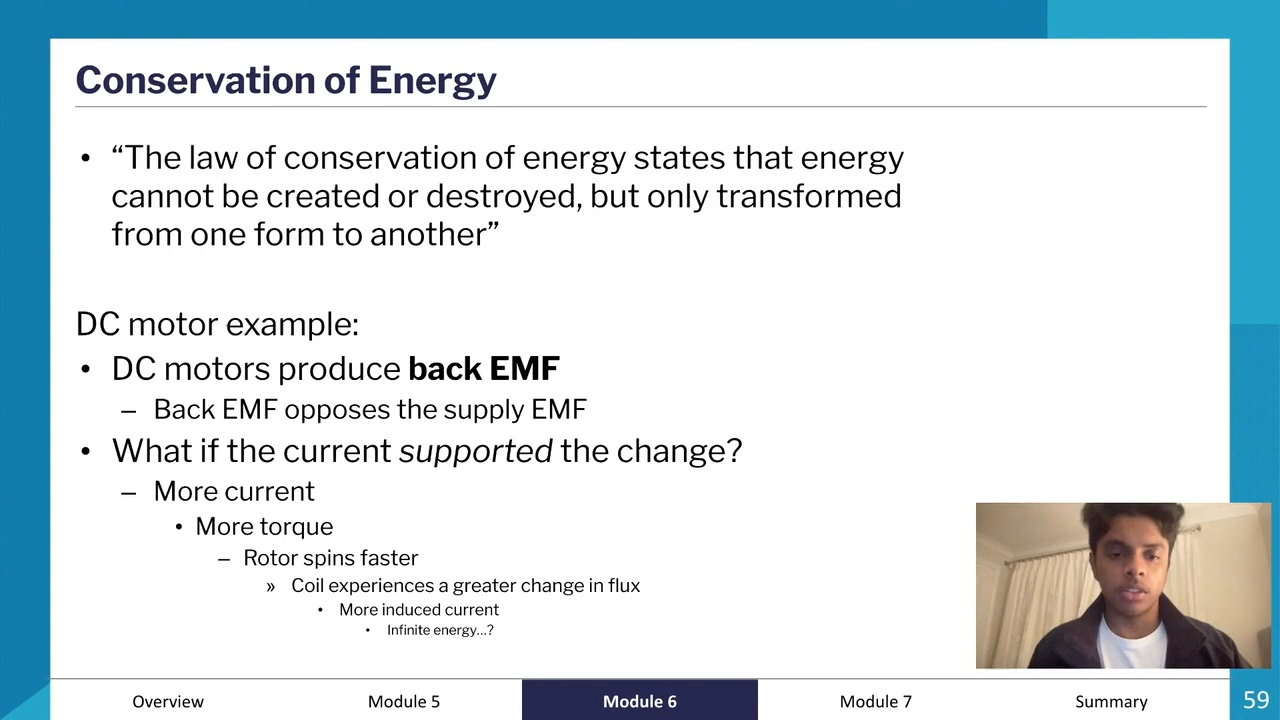 Conservation of Energy
• “The law of conservation of energy states that energy
cannot be created or destroyed, but only transformed
from one form to another”
DC motor example:
• DC motors produce back EMF
– Back EMF opposes the supply EMF
• What if the current supported the change?
– More current
• More torque
– Rotor spins faster
» Coil experiences a greater change in flux
• More induced current
• Infinite energy...?
Overview Module 5 Module 6 Module 7 Summary 59